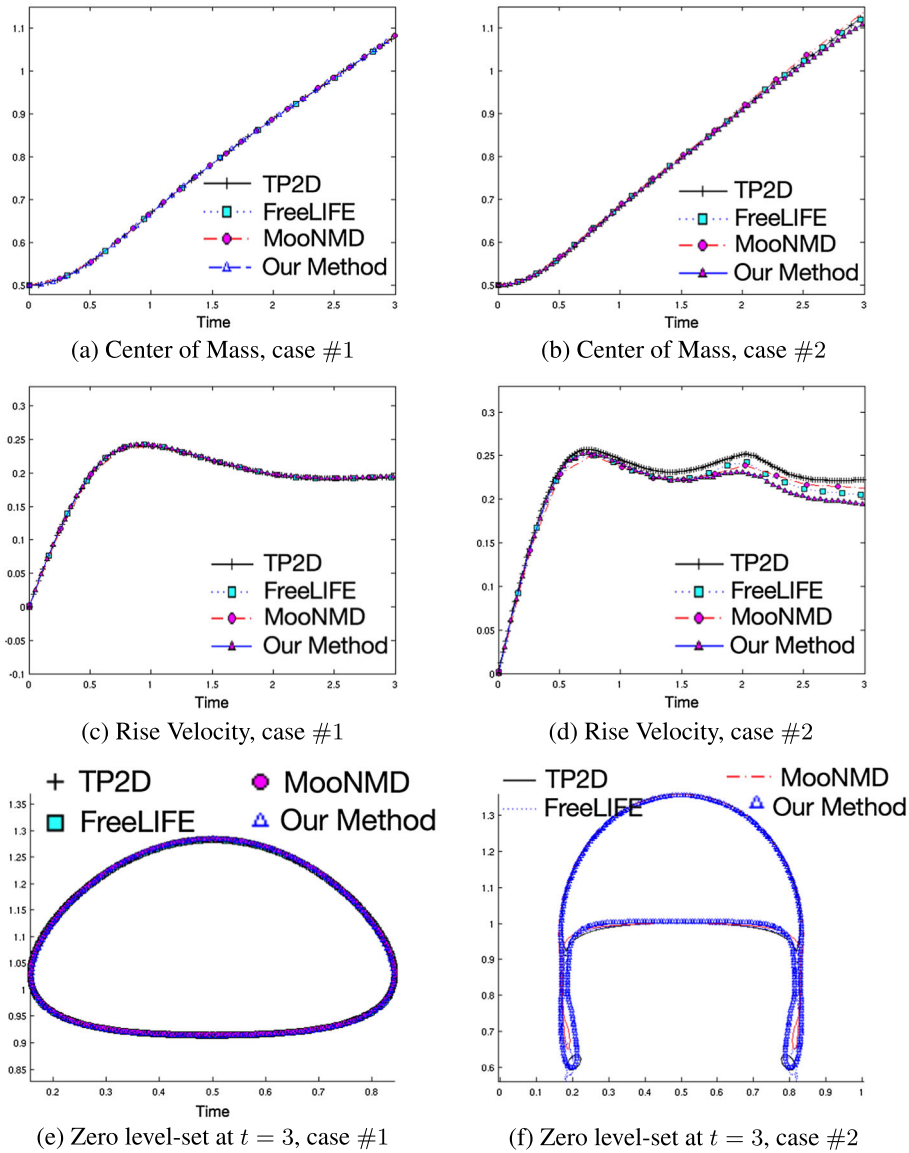 1.1
1
0.9
0.8
0.7
0.6
0.5
0 0.5 1 1.5 2 2.5 3
Time
TP2D
FreeLIFE
MooNMD
Our Method
(a) Center of Mass, case #1
1.1
1
0.9
0.8
0.7
0.6
0.5
0 0.5 1 1.5 2 2.5 3
Time
TP2D
FreeLIFE
MooNMD
Our Method
(b) Center of Mass, case #2
0.3
0.25
0.2
0.15
0.1
0.05
0
-0.05
-0.1
0 0.5 1 1.5 2 2.5 3
Time
TP2D
FreeLIFE
MooNMD
Our Method
(c) Rise Velocity, case #1
0.3
0.25
0.2
0.15
0.1
0.05
0
0 0.5 1 1.5 2 2.5 3
Time
TP2D
FreeLIFE
MooNMD
Our Method
(d) Rise Velocity, case #2
TP2D MooNMD
FreeLIFE Our Method
1.35
1.3
1.25
1.2
1.15
1.1
1.05
1
0.95
0.9
0.85
0.2 0.3 0.4 0.5 0.6 0.7 0.8
Time
(e) Zero level-set at t = 3, case #1
TP2D MooNMD
FreeLIFE Our Method
1.3
1.2
1.1
1
0.9
0.8
0.7
0.6
0 0.1 0.2 0.3 0.4 0.5 0.6 0.7 0.8 0.9 1
(f) Zero level-set at t = 3, case #2